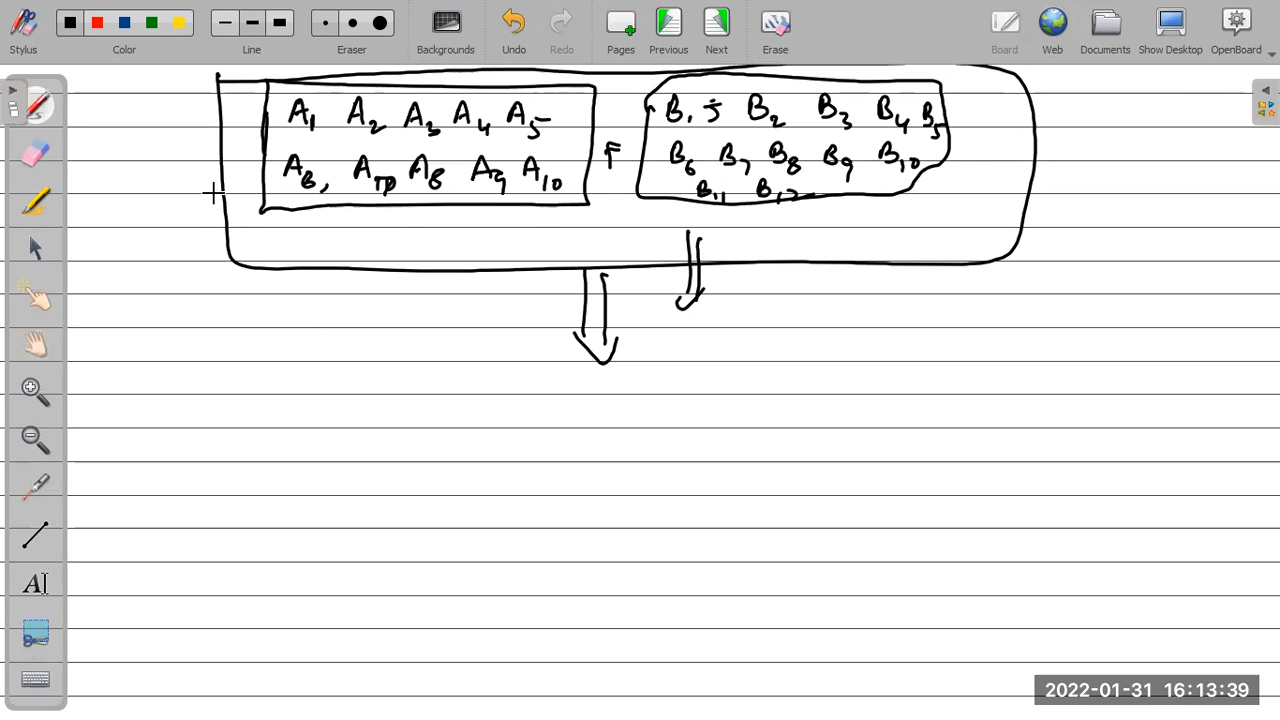 Stylus Color Line Eraser Backgrounds Undo Redo Pages Previous Next Erase Board Web Documents Show Desktop OpenBoard
A1 A2 A3 A4 A5 B1 B2 B3 B4 B5
A8 A9 A10 B6 B7 B8 B9 B10
B11 B12
2022-01-31 16:13:39